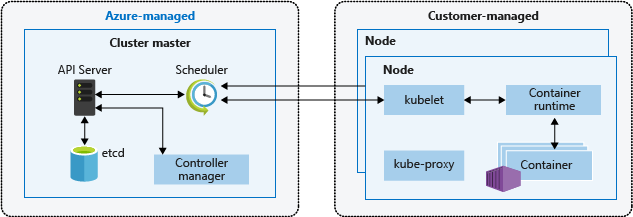 Azure-managed
Cluster master
API Server
Scheduler
etcd
Controller
manager
Customer-managed
Node
Node
kubelet
Container
runtime
kube-proxy
Container